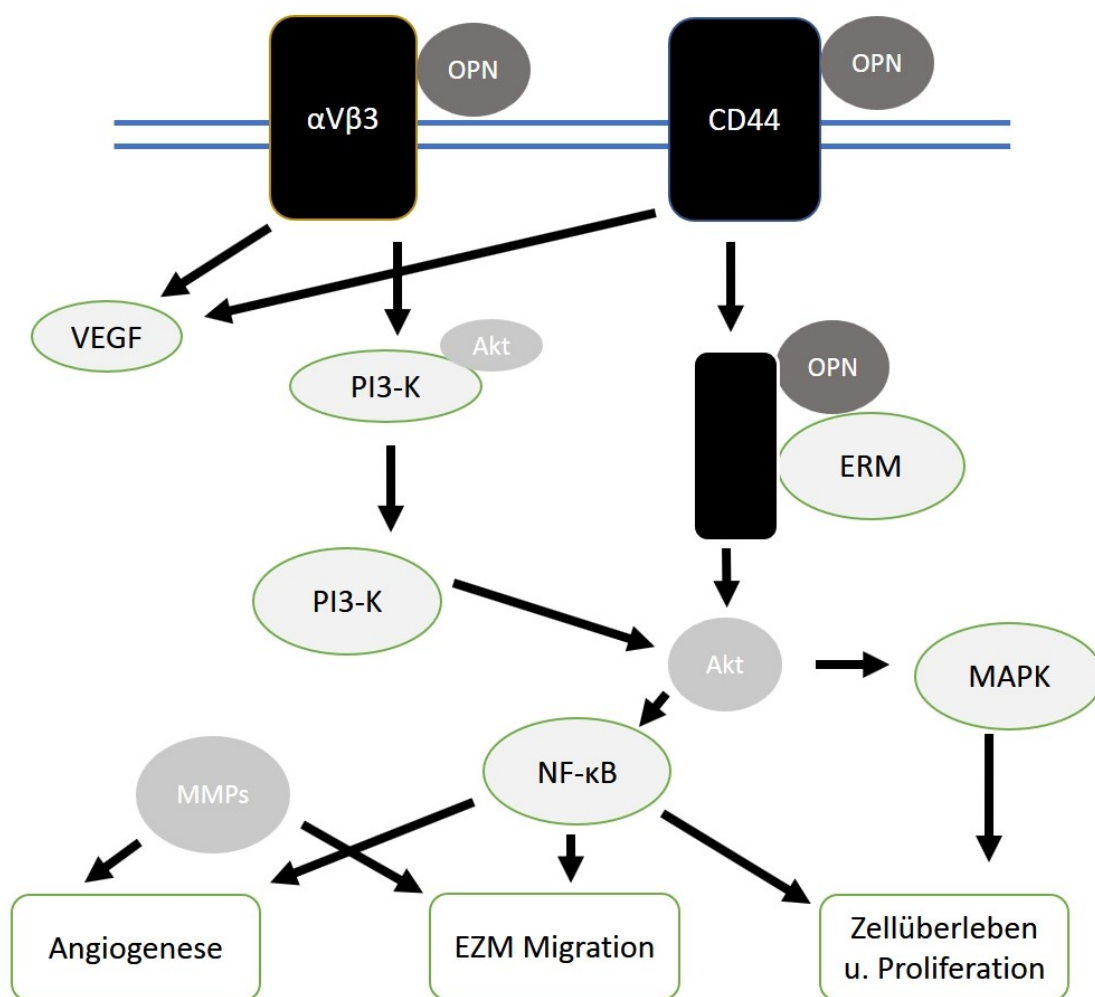 OPN
OPN
αVβ3
CD44
VEGF
Akt
PI3-K
OPN
ERM
PI3-K
Akt
MAPK
NF-κB
MMPs
Angiogenese
EZM Migration
Zellüberleben
u. Proliferation